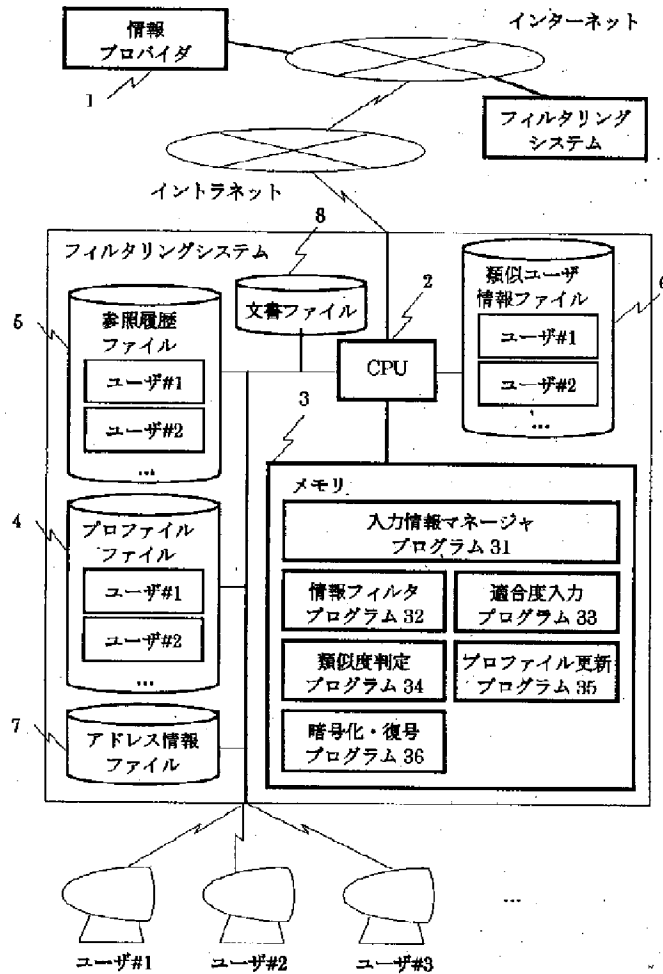 インターネット
情報
プロバイダ
1
フィルタリング
システム
イントラネット
8
フィルタリングシステム
類似ユーザ
情報ファイル
6
2
文書ファイル
5
参照履歴
ファイル
ユーザ#1
CPU
ユーザ#1
ユーザ#2
ユーザ#2
...
3
...
メモリ
4
プロファイル
ファイル
入力情報マネージャ
プログラム 31
ユーザ#1
情報フィルタ
プログラム 32
適合度入力
プログラム 33
ユーザ#2
...
類似度判定
プログラム 34
プロファイル更新
プログラム 35
7
アドレス情報
ファイル
暗号化・復号
プログラム 36
...
ユーザ#1
ユーザ#2
ユーザ#3